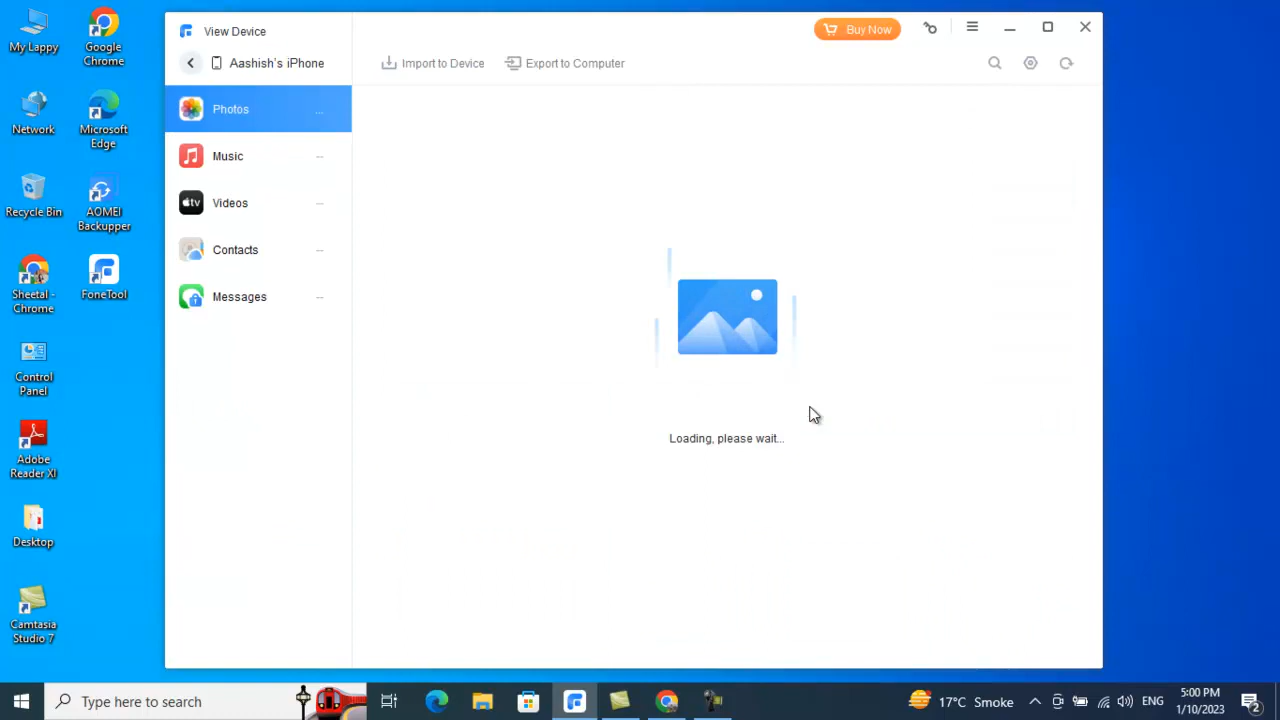 My Lappy
Google
Chrome
Network
Microsoft
Edge
Recycle Bin
AOMEI
Backupper
Sheetal -
Chrome
FoneTool
Control
Panel
Adobe
Reader XI
Desktop
Camtasia
Studio 7
View Device
Buy Now
Aashish's iPhone
Import to Device
Export to Computer
Photos ...
Music --
Videos --
Contacts --
Messages --
tv
Loading, please wait...
Type here to search
17°C Smoke
ENG
5:00 PM
1/10/2023
2